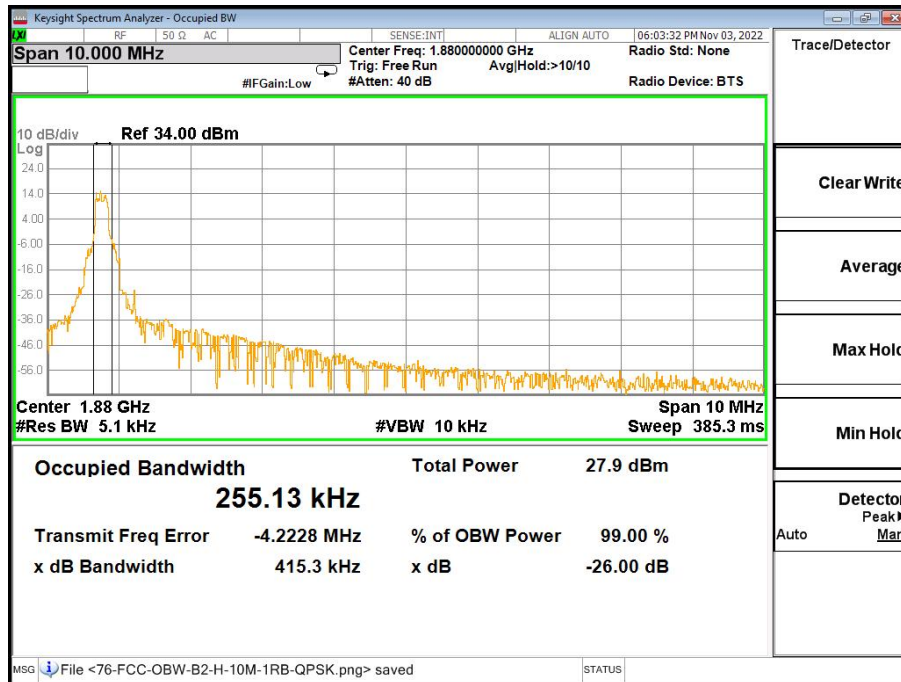 Keysight Spectrum Analyzer - Occupied BW
LXI RF 50 Ω AC SENSE:INT ALIGN AUTO 06:03:32 PM Nov 03, 2022
Span 10.000 MHz
Center Freq: 1.880000000 GHz Radio Std: None
Trig: Free Run Avg|Hold:>10/10
#IFGain:Low #Atten: 40 dB Radio Device: BTS
10 dB/div Ref 34.00 dBm
Log
24.0
14.0
4.00
-6.00
-16.0
-26.0
-36.0
-46.0
-56.0
Center 1.88 GHz Span 10 MHz
#Res BW 5.1 kHz #VBW 10 kHz Sweep 385.3 ms
Occupied Bandwidth Total Power 27.9 dBm
255.13 kHz
Transmit Freq Error -4.2228 MHz % of OBW Power 99.00 %
x dB Bandwidth 415.3 kHz x dB -26.00 dB
MSG File <76-FCC-OBW-B2-H-10M-1RB-QPSK.png> saved STATUS
Trace/Detector
Clear Write
Average
Max Hold
Min Hold
Detector
Peak
Auto Man